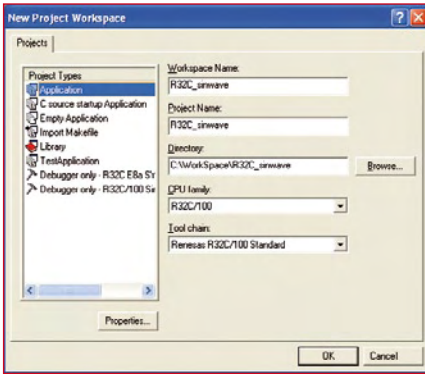 New Project Workspace
Projects
Project Types
Application
C source startup Application
Empty Application
Import Makefile
Library
TestApplication
Debugger only - R32C E8a
Debugger only - R32C/100
Workspace Name:
R32C_sinwave
Project Name:
R32C_sinwave
Directory:
C:\WorkSpace\R32C_sinwave
Browse...
CPU family:
R32C/100
Tool chain:
Renesas R32C/100 Standard
Properties...
OK
Cancel